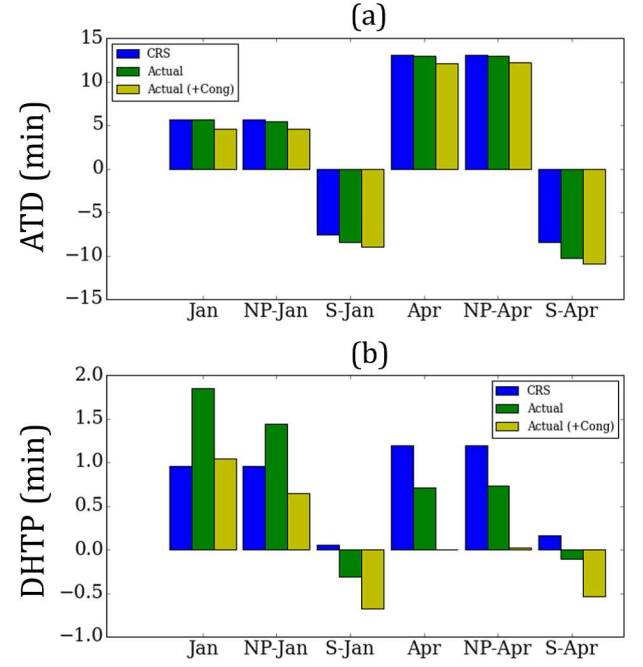 (a)
15
10
5
0
−5
−10
−15
ATD (min)
CRS
Actual
Actual (+Cong)
Jan NP-Jan S-Jan Apr NP-Apr S-Apr
(b)
2.0
1.5
1.0
0.5
0.0
−0.5
−1.0
DHTP (min)
CRS
Actual
Actual (+Cong)
Jan NP-Jan S-Jan Apr NP-Apr S-Apr